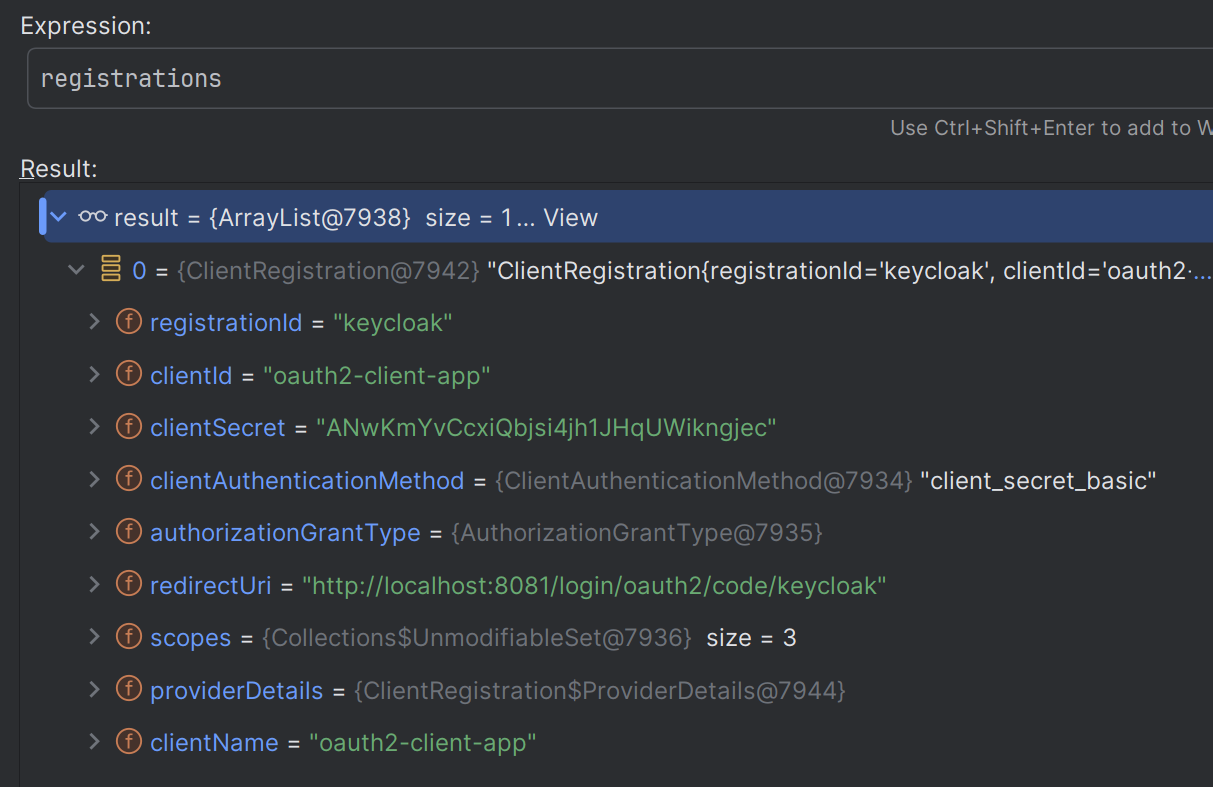 Expression:
registrations
Use Ctrl+Shift+Enter to add to W
Result:
result = {ArrayList@7938} size = 1... View
0 = {ClientRegistration@7942} "ClientRegistration{registrationId='keycloak', clientId='oauth2-...
registrationId = "keycloak"
clientId = "oauth2-client-app"
clientSecret = "ANwKmYvCcxiQbjsi4jh1JHqUWikngjec"
clientAuthenticationMethod = {ClientAuthenticationMethod@7934} "client_secret_basic"
authorizationGrantType = {AuthorizationGrantType@7935}
redirectUri = "http://localhost:8081/login/oauth2/code/keycloak"
scopes = {Collections$UnmodifiableSet@7936} size = 3
providerDetails = {ClientRegistration$ProviderDetails@7944}
clientName = "oauth2-client-app"